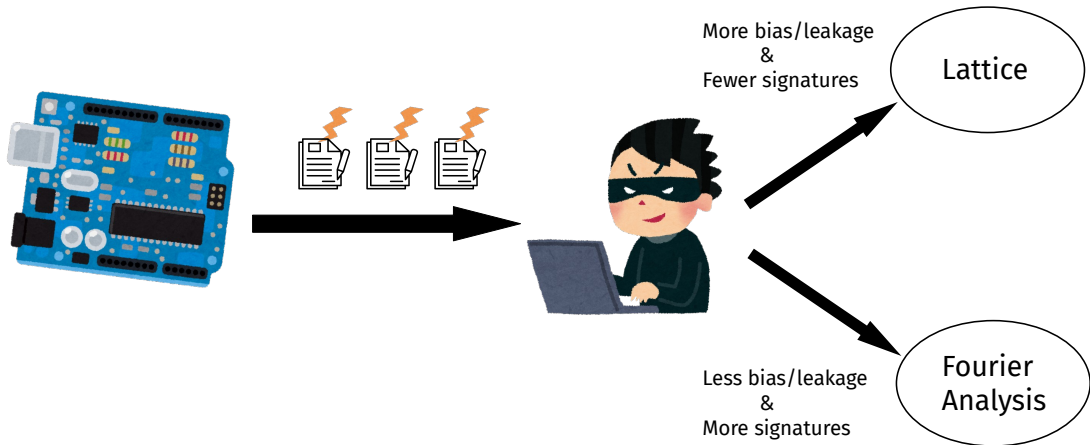 More bias/leakage
&
Fewer signatures
Lattice
Less bias/leakage
&
More signatures
Fourier
Analysis